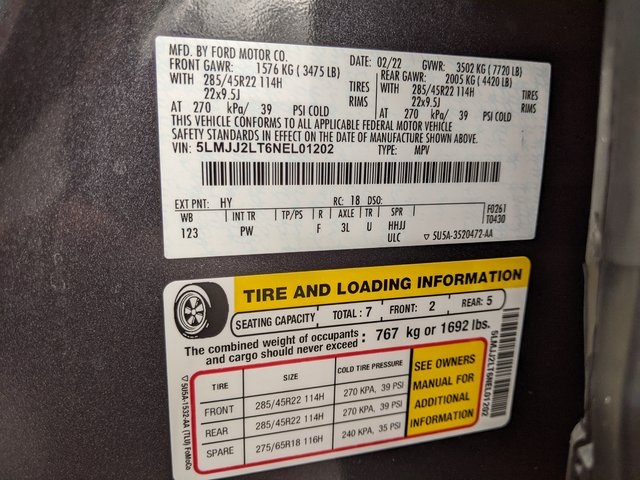 MFD. BY FORD MOTOR CO.
DATE: 02/22 GVWR: 3502 KG ( 7720 LB)
FRONT GAWR: 1576 KG ( 3475 LB) REAR GAWR: 2005 KG ( 4420 LB)
WITH 285/45R22 114H TIRES WITH 285/45R22 114H TIRES
22x9.5J RIMS 22x9.5J RIMS
AT 270 kPa/ 39 PSI COLD AT 270 kPa/ 39 PSI COLD
THIS VEHICLE CONFORMS TO ALL APPLICABLE FEDERAL MOTOR VEHICLE
SAFETY STANDARDS IN EFFECT ON THE DATE OF MANUFACTURE SHOWN ABOVE.
VIN: 5LMJJ2LT6NEL01202 TYPE: MPV
EXT PNT: HY RC: 18 DSO:
WB INT TR TP/PS R AXLE TR SPR F0261
T0430
123 PW F 3L U HHJJ
ULC ▽ 5U5A-3520472-AA
TIRE AND LOADING INFORMATION
SEATING CAPACITY TOTAL : 7 FRONT: 2 REAR: 5
The combined weight of occupants
and cargo should never exceed : 767 kg or 1692 lbs.
TIRE SIZE COLD TIRE PRESSURE
FRONT 285/45R22 114H 270 KPA, 39 PSI
REAR 285/45R22 114H 270 KPA, 39 PSI
SPARE 275/65R18 116H 240 KPA, 35 PSI
SEE OWNERS
MANUAL FOR
ADDITIONAL
INFORMATION
5LMJJ2LT6NEL01202
▽ 5U5A-1532-AA (TLU) FoMoCo